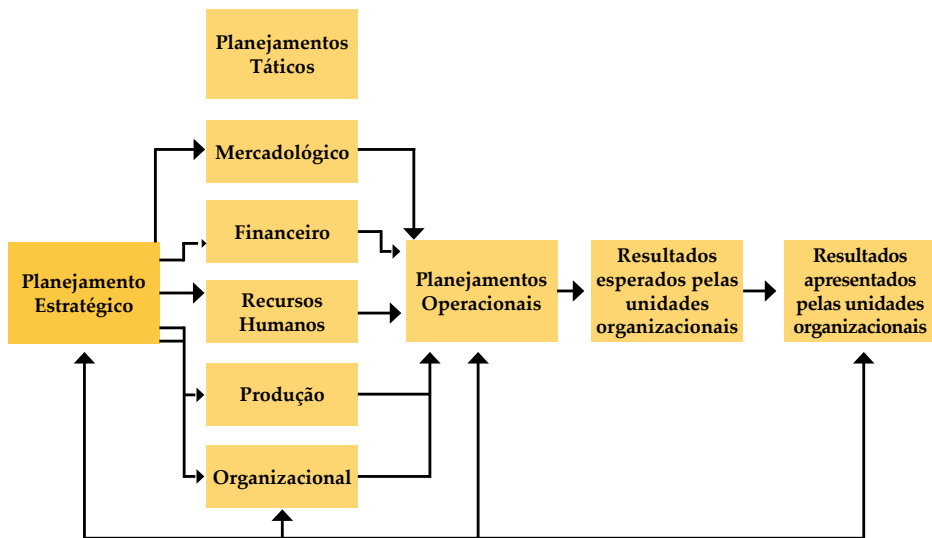 Planejamentos
Táticos
Mercadológico
Financeiro
Recursos
Humanos
Produção
Organizacional
Planejamento
Estratégico
Planejamentos
Operacionais
Resultados
esperados pelas
unidades
organizacionais
Resultados
apresentados
pelas unidades
organizacionais